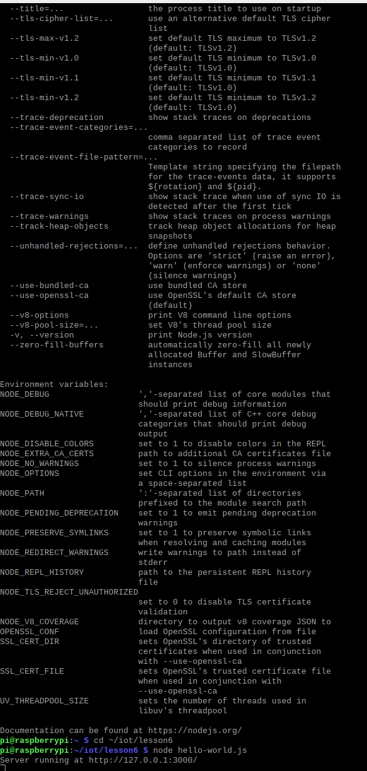 --title=... the process title to use on startup
--tls-cipher-list=... use an alternative default TLS cipher
list
--tls-max-v1.2 set default TLS maximum to TLSv1.2
(default: TLSv1.2)
--tls-min-v1.0 set default TLS minimum to TLSv1.0
(default: TLSv1.0)
--tls-min-v1.1 set default TLS minimum to TLSv1.1
(default: TLSv1.0)
--tls-min-v1.2 set default TLS minimum to TLSv1.2
(default: TLSv1.0)
--trace-deprecation show stack traces on deprecations
--trace-event-categories=...
comma separated list of trace event
categories to record
--trace-event-file-pattern=...
Template string specifying the filepath
for the trace-events data, it supports
${rotation} and ${pid}.
--trace-sync-io show stack trace when use of sync IO is
detected after the first tick
--trace-warnings show stack traces on process warnings
--track-heap-objects track heap object allocations for heap
snapshots
--unhandled-rejections=... define unhandled rejections behavior.
Options are 'strict' (raise an error),
'warn' (enforce warnings) or 'none'
(silence warnings)
--use-bundled-ca use bundled CA store
--use-openssl-ca use OpenSSL's default CA store
(default)
--v8-options print V8 command line options
--v8-pool-size=... set V8's thread pool size
-v, --version print Node.js version
--zero-fill-buffers automatically zero-fill all newly
allocated Buffer and SlowBuffer
instances
Environment variables:
NODE_DEBUG ','-separated list of core modules that
should print debug information
NODE_DEBUG_NATIVE ','-separated list of C++ core debug
categories that should print debug
output
NODE_DISABLE_COLORS set to 1 to disable colors in the REPL
NODE_EXTRA_CA_CERTS path to additional CA certificates file
NODE_NO_WARNINGS set to 1 to silence process warnings
NODE_OPTIONS set CLI options in the environment via
a space-separated list
NODE_PATH ':'-separated list of directories
prefixed to the module search path
NODE_PENDING_DEPRECATION set to 1 to emit pending deprecation
warnings
NODE_PRESERVE_SYMLINKS set to 1 to preserve symbolic links
when resolving and caching modules
NODE_REDIRECT_WARNINGS write warnings to path instead of
stderr
NODE_REPL_HISTORY path to the persistent REPL history
file
NODE_TLS_REJECT_UNAUTHORIZED
set to 0 to disable TLS certificate
validation
NODE_V8_COVERAGE directory to output v8 coverage JSON to
OPENSSL_CONF load OpenSSL configuration from file
SSL_CERT_DIR sets OpenSSL's directory of trusted
certificates when used in conjunction
with --use-openssl-ca
SSL_CERT_FILE sets OpenSSL's trusted certificate file
when used in conjunction with
--use-openssl-ca
UV_THREADPOOL_SIZE sets the number of threads used in
libuv's threadpool
Documentation can be found at https://nodejs.org/
pi@raspberrypi:~ $ cd ~/iot/lesson6
pi@raspberrypi:~/iot/lesson6 $ node hello-world.js
Server running at http://127.0.0.1:3000/